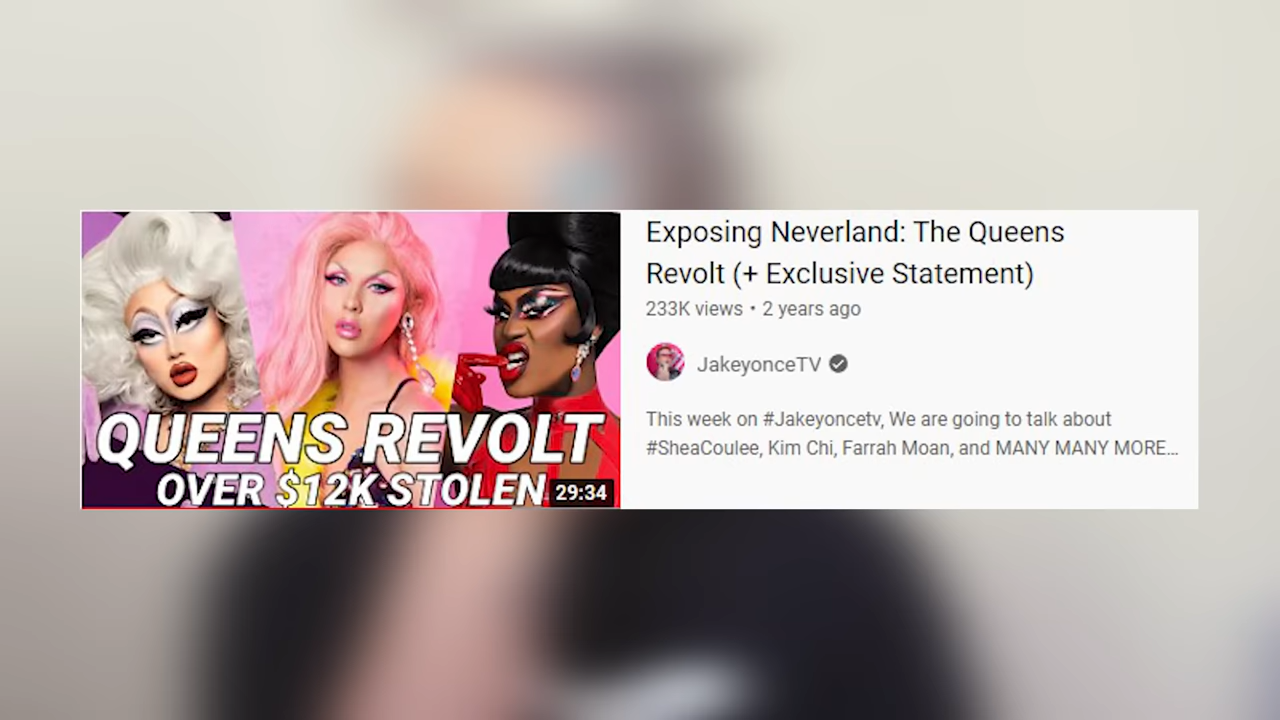 QUEENS REVOLT
OVER $12K STOLEN
29:34
Exposing Neverland: The Queens
Revolt (+ Exclusive Statement)
233K views • 2 years ago
JakeyonceTV
This week on #Jakeyoncetv, We are going to talk about
#SheaCoulee, Kim Chi, Farrah Moan, and MANY MANY MORE...